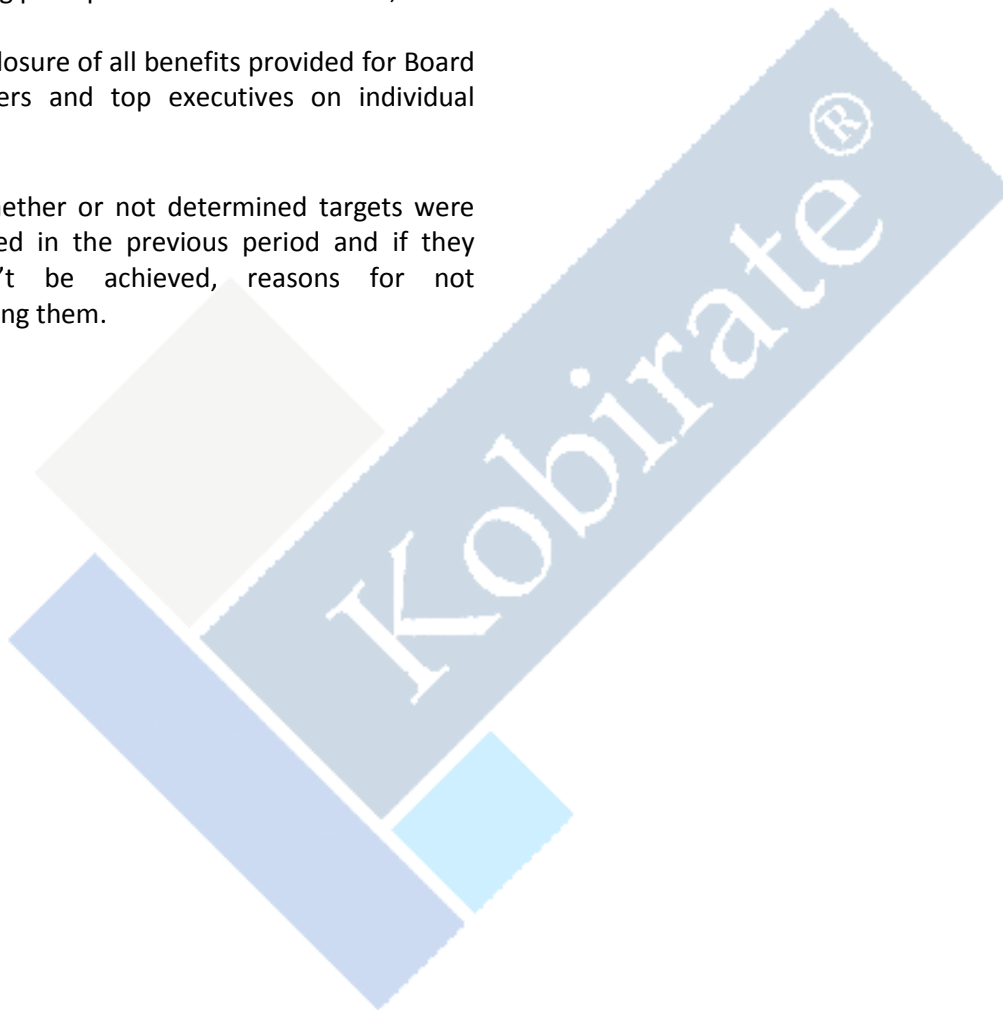 losure of all benefits provided for Board
ers and top executives on individual
ether or not determined targets were
ed in the previous period and if they
't be achieved, reasons for not
ng them.
Kobirate ®